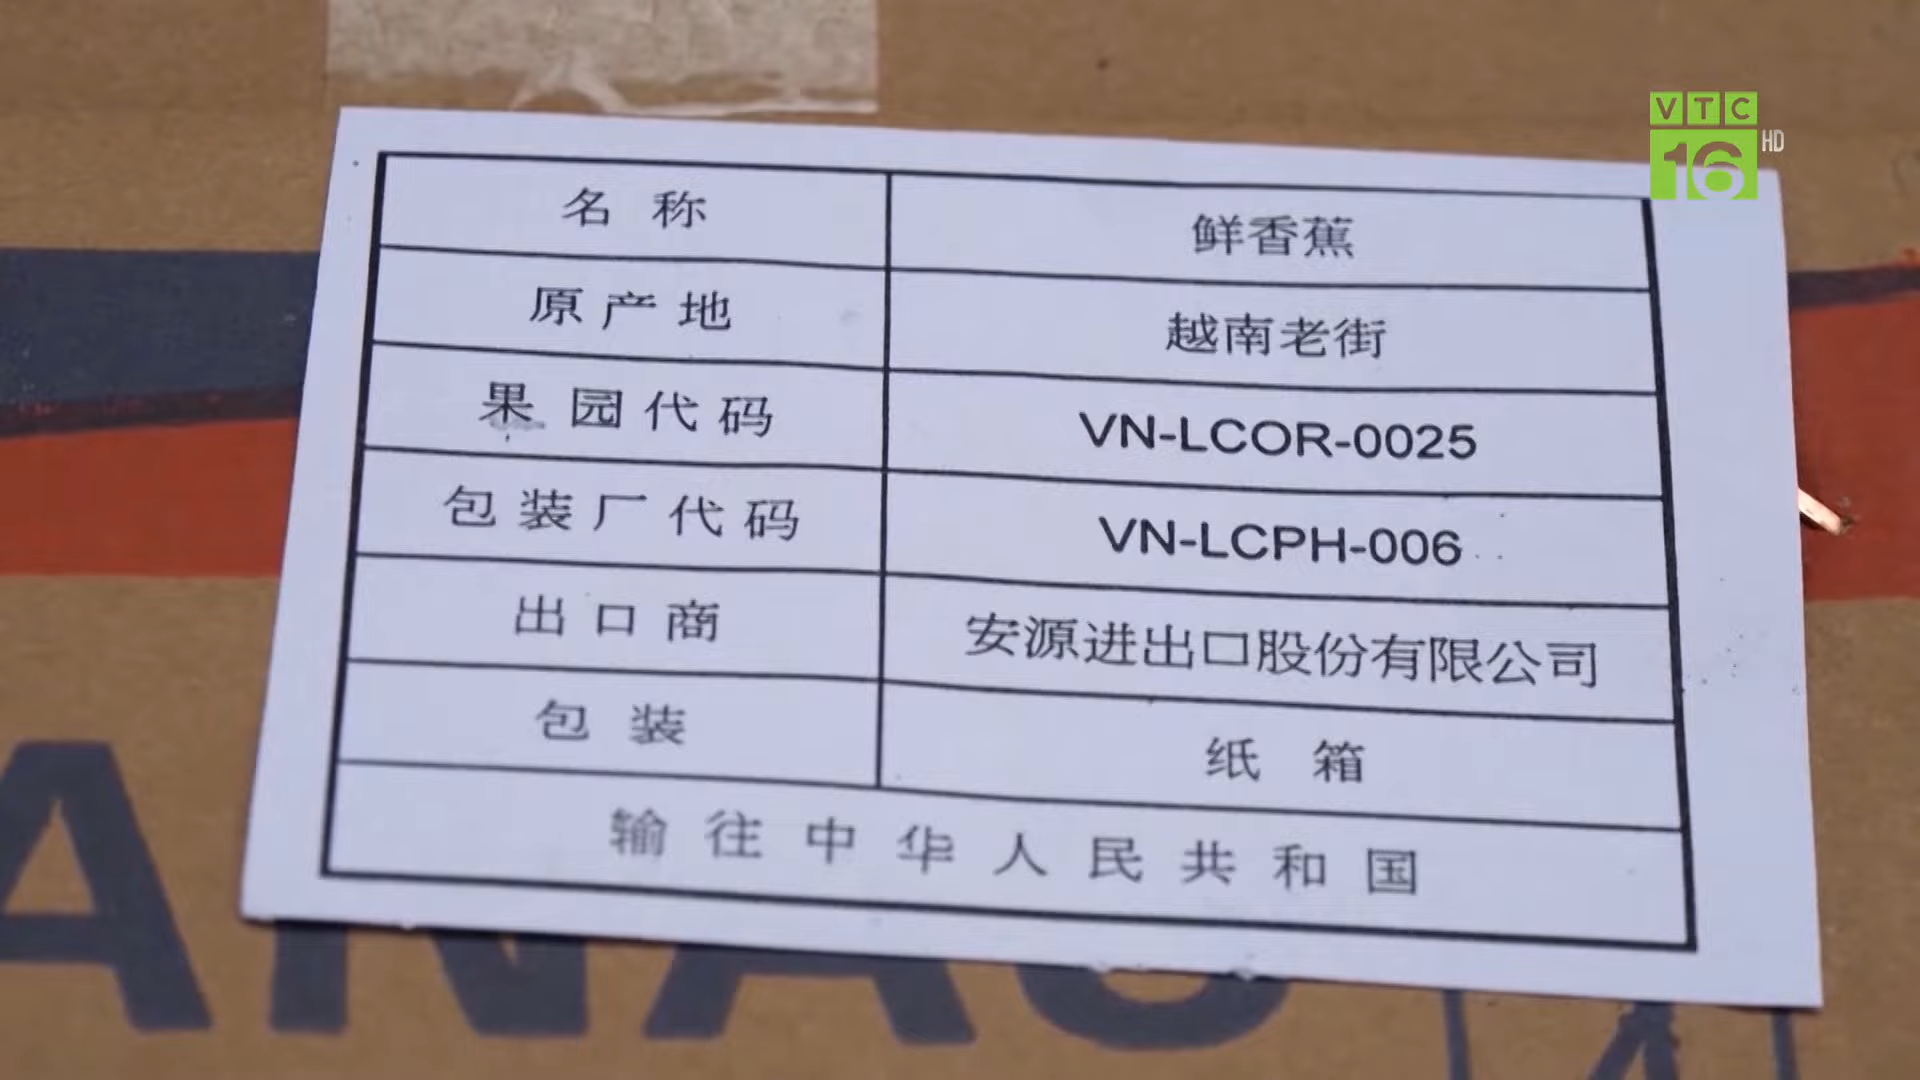 VTC
16 HD
名 称 鲜香蕉
原 产 地 越南老街
果 园 代 码 VN-LCOR-0025
包 装 厂 代 码 VN-LCPH-006
出 口 商 安源进出口股份有限公司
包 装 纸 箱
输 往 中 华 人 民 共 和 国